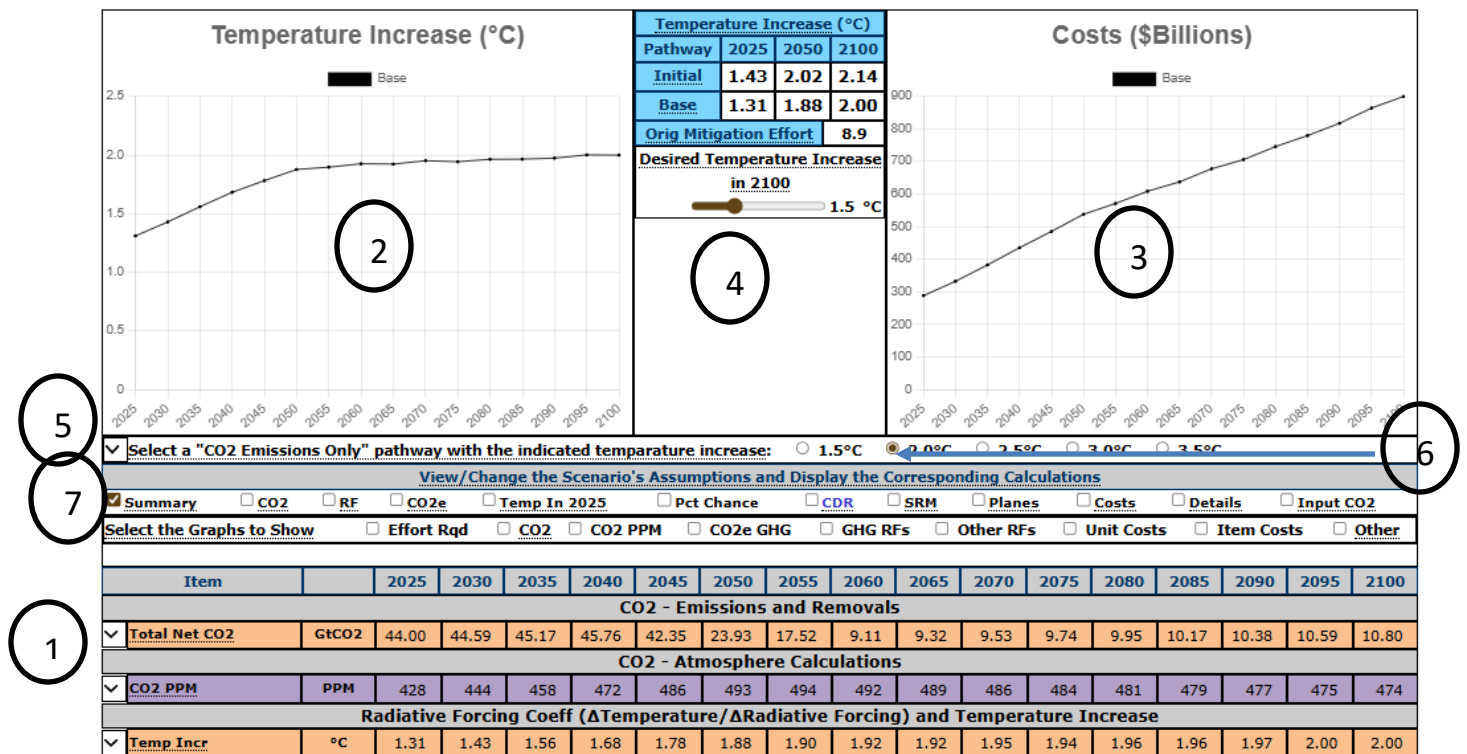 Temperature Increase (°C)
Base
2.5
2.0
1.5
1.0
0.5
0
2025 2030 2035 2040 2045 2050 2055 2060 2065 2070 2075 2080 2085 2090 2095 2100
2
Temperature Increase (°C)
Pathway 2025 2050 2100
Initial 1.43 2.02 2.14
Base 1.31 1.88 2.00
Orig Mitigation Effort 8.9
Desired Temperature Increase
in 2100
1.5 °C
4
Costs ($Billions)
Base
900
800
700
600
500
400
300
200
100
0
2025 2030 2035 2040 2045 2050 2055 2060 2065 2070 2075 2080 2085 2090 2095 2100
3
5
Select a "CO2 Emissions Only" pathway with the indicated temparature increase: 1.5°C 2.0°C 2.5°C 3.0°C 3.5°C
6
View/Change the Scenario's Assumptions and Display the Corresponding Calculations
7
Summary CO2 RF CO2e Temp In 2025 Pct Chance CDR SRM Planes Costs Details Input CO2
Select the Graphs to Show Effort Rqd CO2 CO2 PPM CO2e GHG GHG RFs Other RFs Unit Costs Item Costs Other
Item 2025 2030 2035 2040 2045 2050 2055 2060 2065 2070 2075 2080 2085 2090 2095 2100
CO2 - Emissions and Removals
1
Total Net CO2 GtCO2 44.00 44.59 45.17 45.76 42.35 23.93 17.52 9.11 9.32 9.53 9.74 9.95 10.17 10.38 10.59 10.80
CO2 - Atmosphere Calculations
CO2 PPM PPM 428 444 458 472 486 493 494 492 489 486 484 481 479 477 475 474
Radiative Forcing Coeff (ΔTemperature/ΔRadiative Forcing) and Temperature Increase
Temp Incr °C 1.31 1.43 1.56 1.68 1.78 1.88 1.90 1.92 1.92 1.95 1.94 1.96 1.96 1.97 2.00 2.00